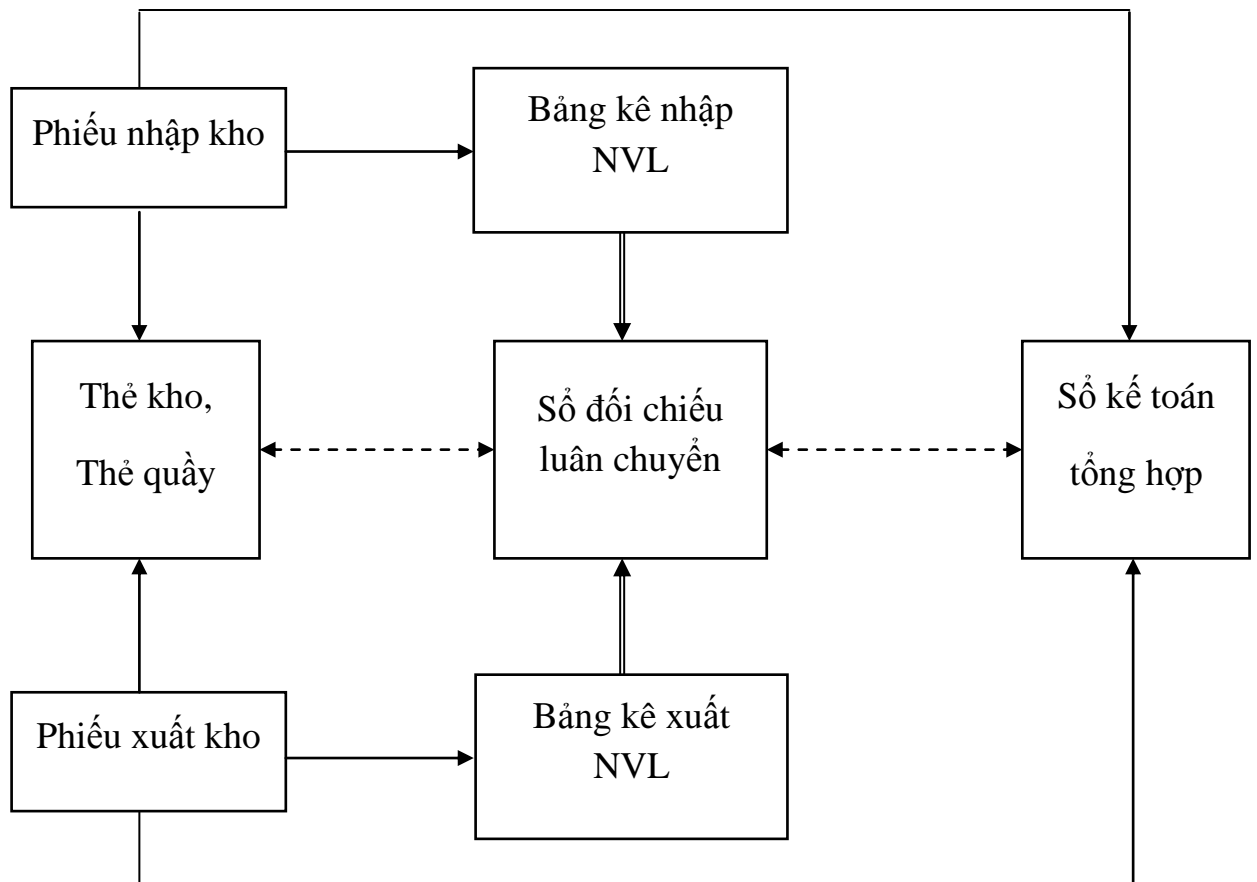 Phiếu nhập kho
Bảng kê nhập
NVL
Thẻ kho,
Thẻ quầy
Sổ đối chiếu
luân chuyển
Sổ kế toán
tổng hợp
Phiếu xuất kho
Bảng kê xuất
NVL